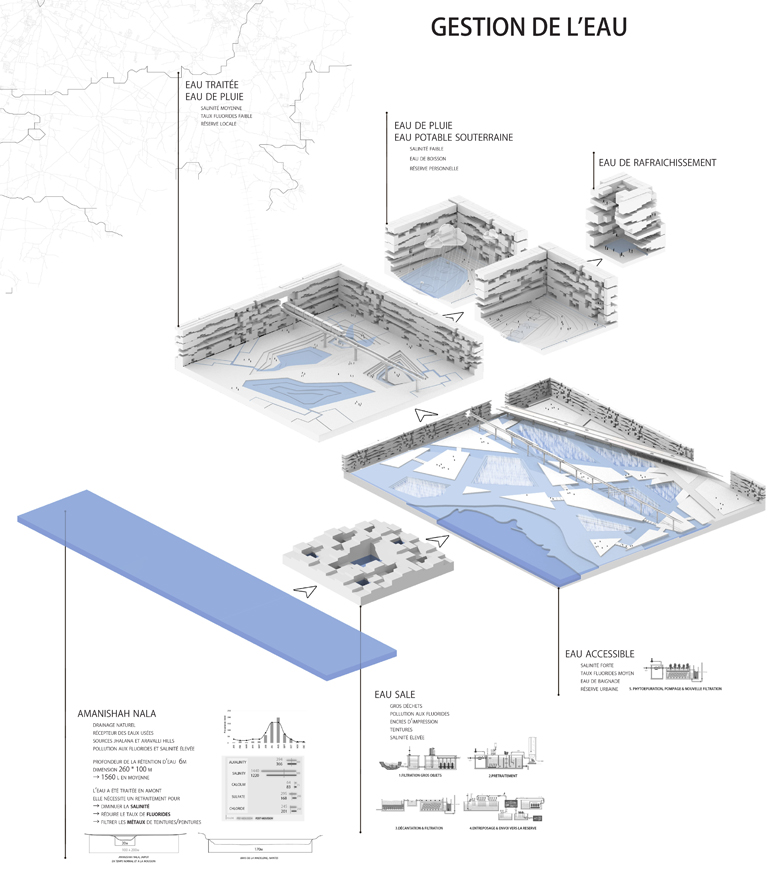 GESTION DE L'EAU
EAU TRAITÉE
EAU DE PLUIE
SALINITÉ MOYENNE
TAUX FLUORIDES FAIBLE
RÉSERVE LOCALE
EAU DE PLUIE
EAU POTABLE SOUTERRAINE
SALINITÉ FAIBLE
EAU DE BOISSON
RÉSERVE PERSONNELLE
EAU DE RAFRAICHISSEMENT
EAU ACCESSIBLE
SALINITÉ FORTE
TAUX FLUORIDES MOYEN
EAU DE BAIGNADE
RÉSERVE URBAINE
5. PHYTOEPURATION, POMPAGE & NOUVELLE FILTRATION
EAU SALE
GROS DÉCHETS
POLLUTION AUX FLUORIDES
ENCRES D'IMPRESSION
TEINTURES
SALINITÉ ÉLEVÉE
1.FILTRATION GROS OBJETS
2.PRÉTRAITEMENT
3.DÉCANTATION & FILTRATION
4.ENTREPOSAGE & ENVOI VERS LA RESERVE
AMANISHAH NALA
DRAINAGE NATUREL
RÉCEPTEUR DES EAUX USÉES
SOURCES JHALANA ET ARAVALLI HILLS
POLLUTION AUX FLUORIDES ET SALINITÉ ÉLEVÉE
PROFONDEUR DE LA RÉTENTION D'EAU 6M
DIMENSION 260 * 100 M
→ 1560 L EN MOYENNE
L'EAU A ÉTÉ TRAITÉE EN AMONT
ELLE NÉCESSITE UN RETRAITEMENT POUR
→ DIMINUER LA SALINITÉ
→ RÉDUIRE LE TAUX DE FLUORIDES
→ FILTRER LES MÉTAUX DE TEINTURES/PONTURES
ALKALINITY
SALINITY
1220
CALCIUM
SULFATE
CHLORIDE